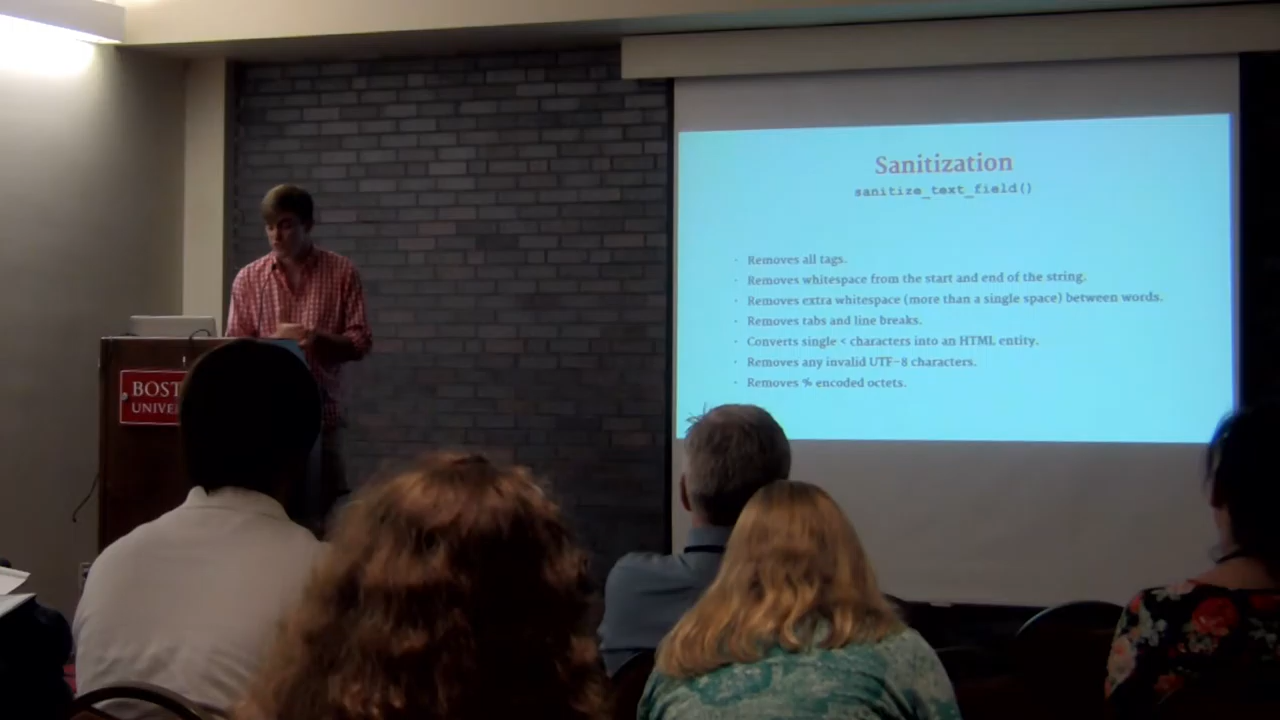 Sanitization
sanitize_text_field()
· Removes all tags.
· Removes whitespace from the start and end of the string.
· Removes extra whitespace (more than a single space) between words.
· Removes tabs and line breaks.
· Converts single < characters into an HTML entity.
· Removes any invalid UTF-8 characters.
· Removes % encoded octets.
BOST
UNIVE